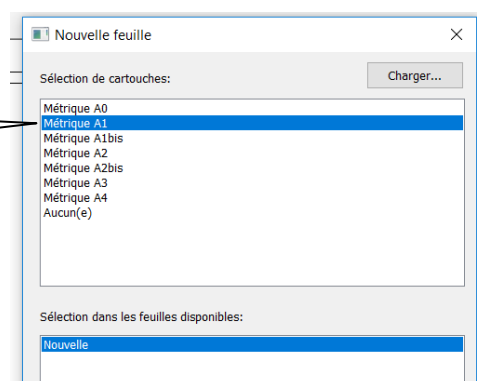 Nouvelle feuille
Sélection de cartouches:
Charger...
Métrique A0
Métrique A1
Métrique A1bis
Métrique A2
Métrique A2bis
Métrique A3
Métrique A4
Aucun(e)
Sélection dans les feuilles disponibles:
Nouvelle